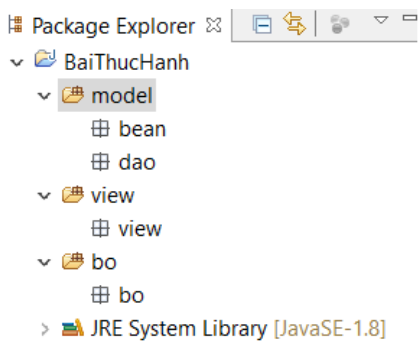 Package Explorer
BaiThucHanh
model
bean
dao
view
view
bo
bo
JRE System Library [JavaSE-1.8]